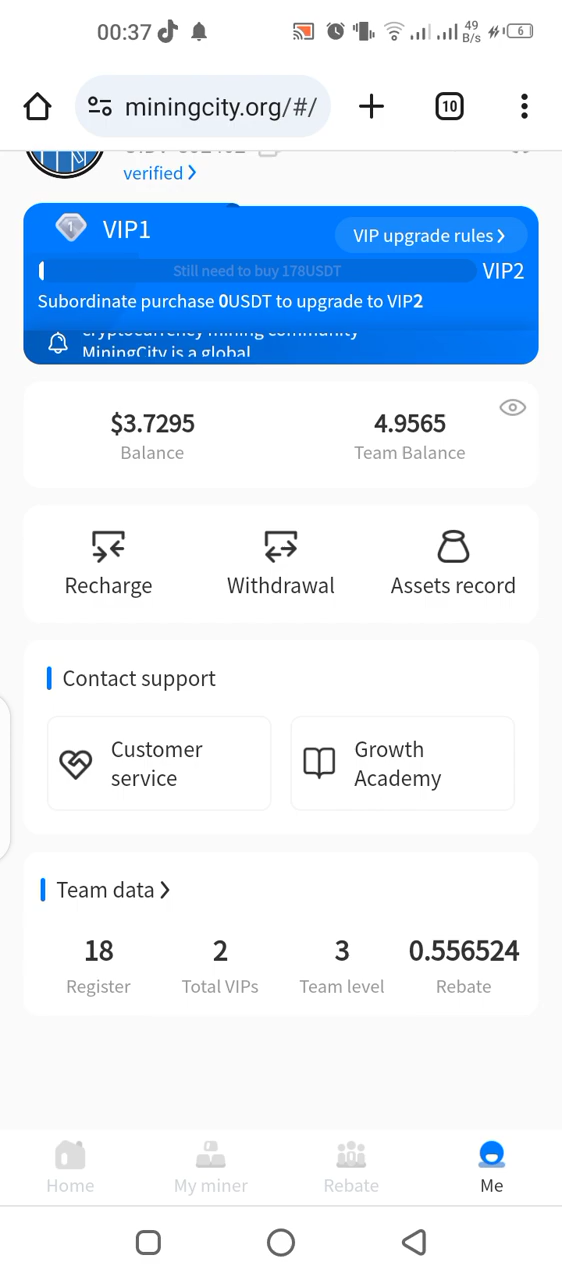 00:37
49
B/s
6
miningcity.org/#/
10
verified
VIP1
VIP upgrade rules
Still need to buy 178USDT
VIP2
Subordinate purchase 0USDT to upgrade to VIP2
cryptocurrency mining community
MiningCity is a global
$3.7295
4.9565
Balance
Team Balance
Recharge
Withdrawal
Assets record
Contact support
Customer service
Growth Academy
Team data
18
2
3
0.556524
Register
Total VIPs
Team level
Rebate
Home
My miner
Rebate
Me